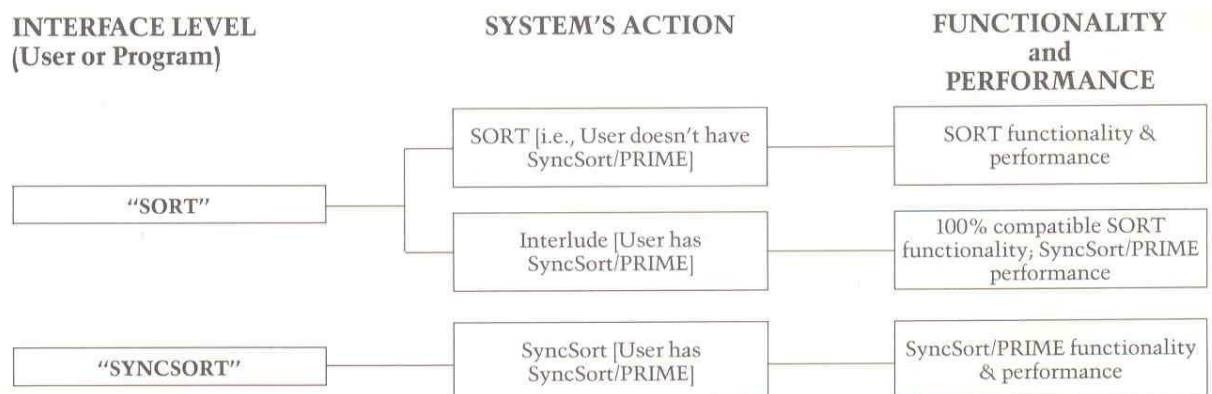 INTERFACE LEVEL
(User or Program)
SYSTEM'S ACTION
FUNCTIONALITY
and
PERFORMANCE
"SORT"
SORT [i.e., User doesn't have
SyncSort/PRIME]
SORT functionality &
performance
Interlude [User has
SyncSort/PRIME]
100% compatible SORT
functionality; SyncSort/PRIME
performance
"SYNCSORT"
SyncSort [User has
SyncSort/PRIME]
SyncSort/PRIME functionality
& performance